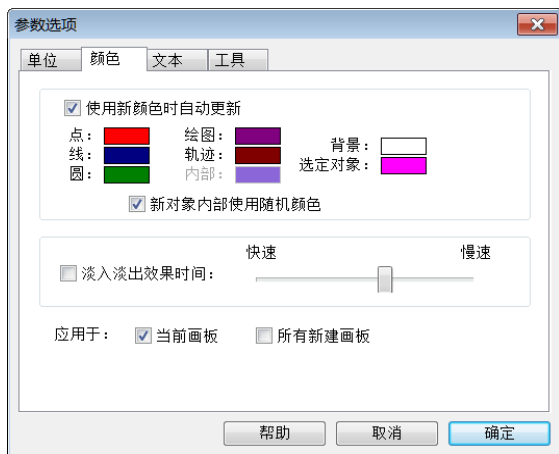 参数选项
单位 颜色 文本 工具
使用新颜色时自动更新
点： 绘图：
线： 轨迹： 背景：
圆： 内部： 选定对象：
新对象内部使用随机颜色
快速 慢速
淡入淡出效果时间：
应用于： 当前画板 所有新建画板
帮助 取消 确定